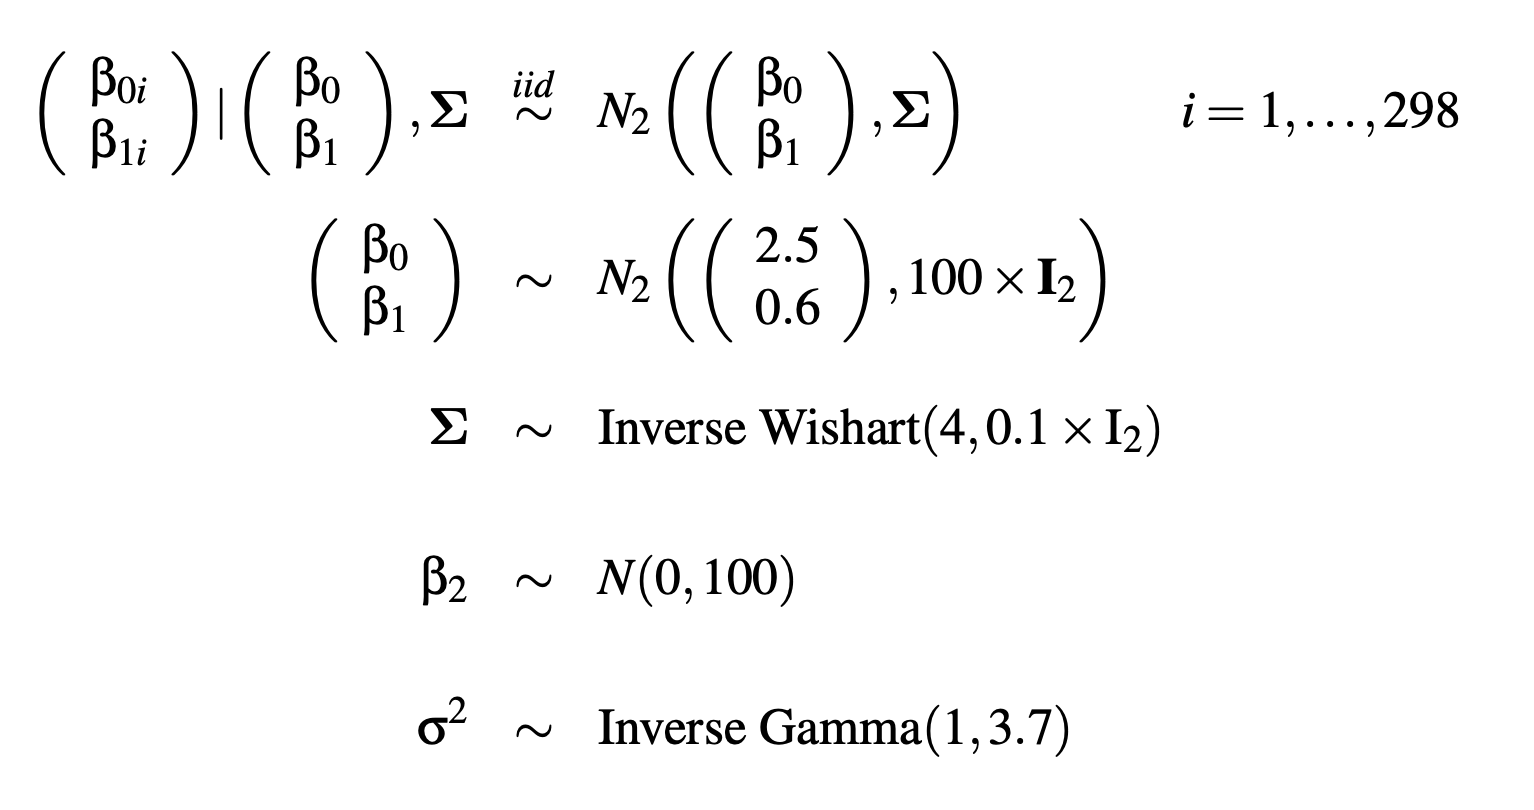 ( β₀ᵢ β₁ᵢ ) | ( β₀ β₁ ), Σ iid ∼ N₂ ( ( β₀ β₁ ), Σ ) i = 1,…,298
( β₀ β₁ ) ∼ N₂ ( ( 2.5 0.6 ), 100 × I₂ )
Σ ∼ Inverse Wishart(4, 0.1 × I₂)
β₂ ∼ N(0, 100)
σ² ∼ Inverse Gamma(1, 3.7)